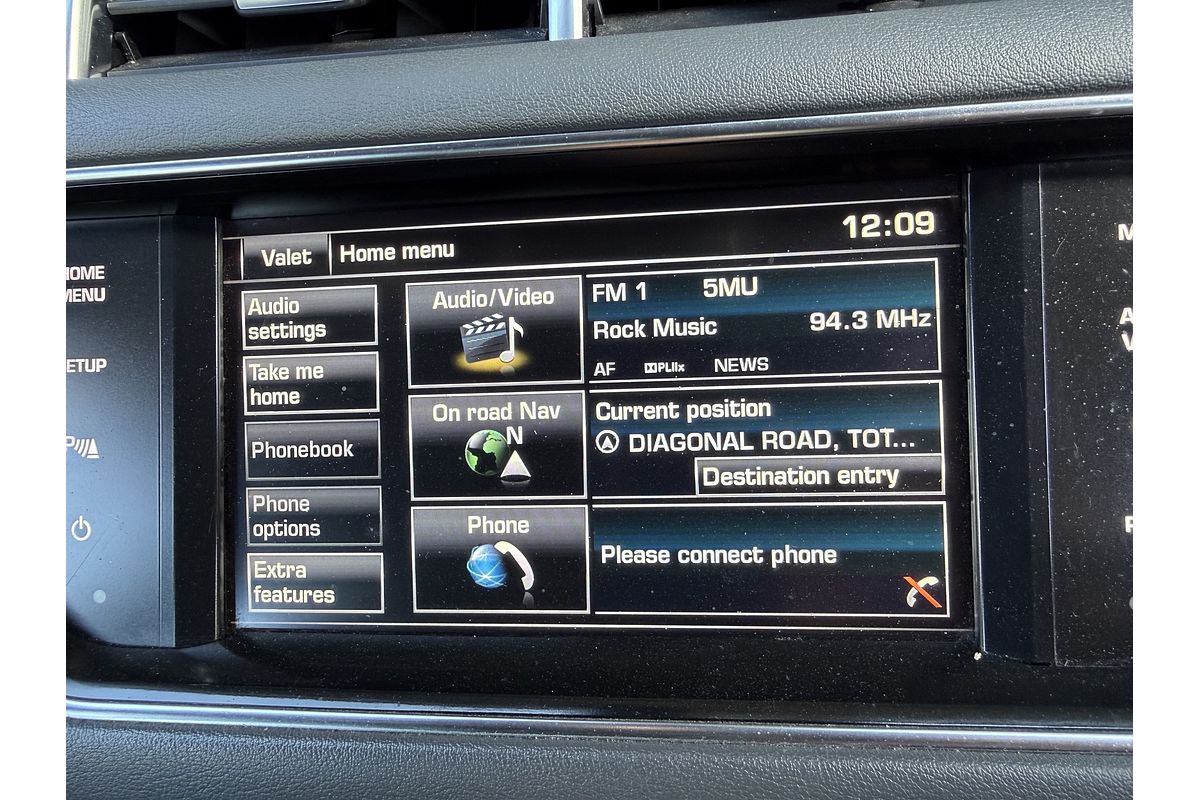 HOME
MENU
SETUP
Valet
Home menu
12:09
Audio
settings
Take me
home
Phonebook
Phone
options
Extra
features
Audio/Video
On road Nav
N
Phone
FM 1 5MU
Rock Music 94.3 MHz
AF PLIIx NEWS
Current position
DIAGONAL ROAD, TOT...
Destination entry
Please connect phone